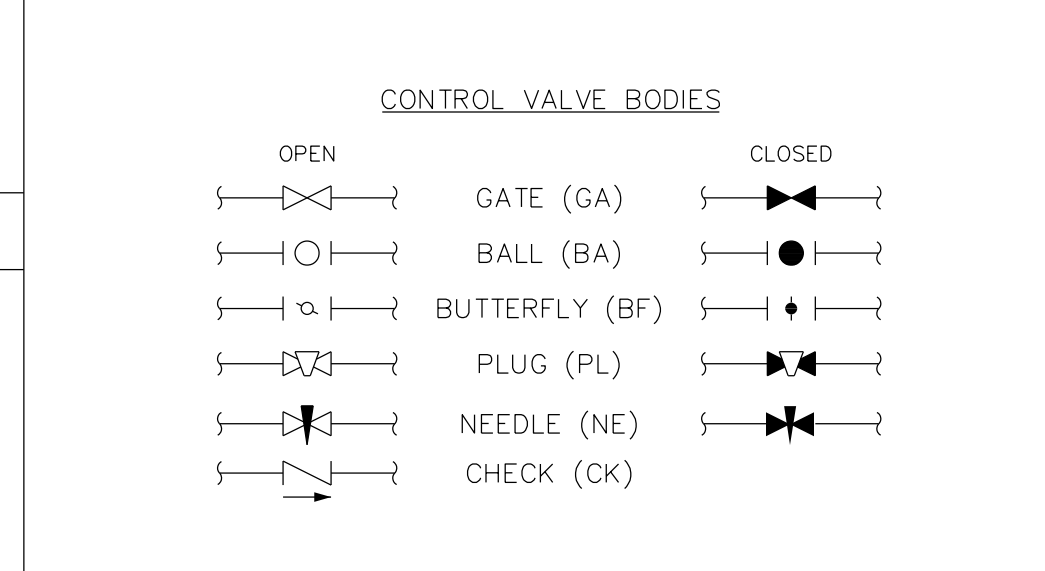 CONTROL VALVE BODIES
OPEN CLOSED
GATE (GA)
BALL (BA)
BUTTERFLY (BF)
PLUG (PL)
NEEDLE (NE)
CHECK (CK)